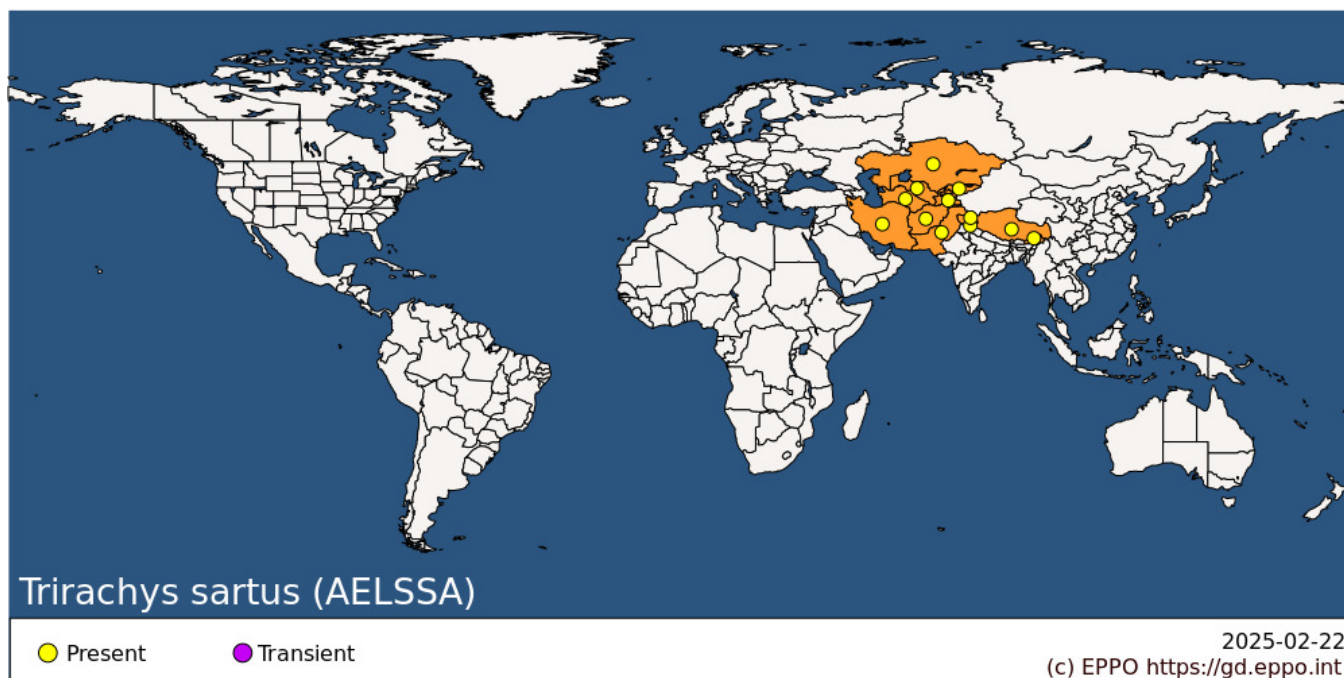 Trirachys sartus (AELSSA)
Present
Transient
2025-02-22
(c) EPPO https://gd.eppo.int